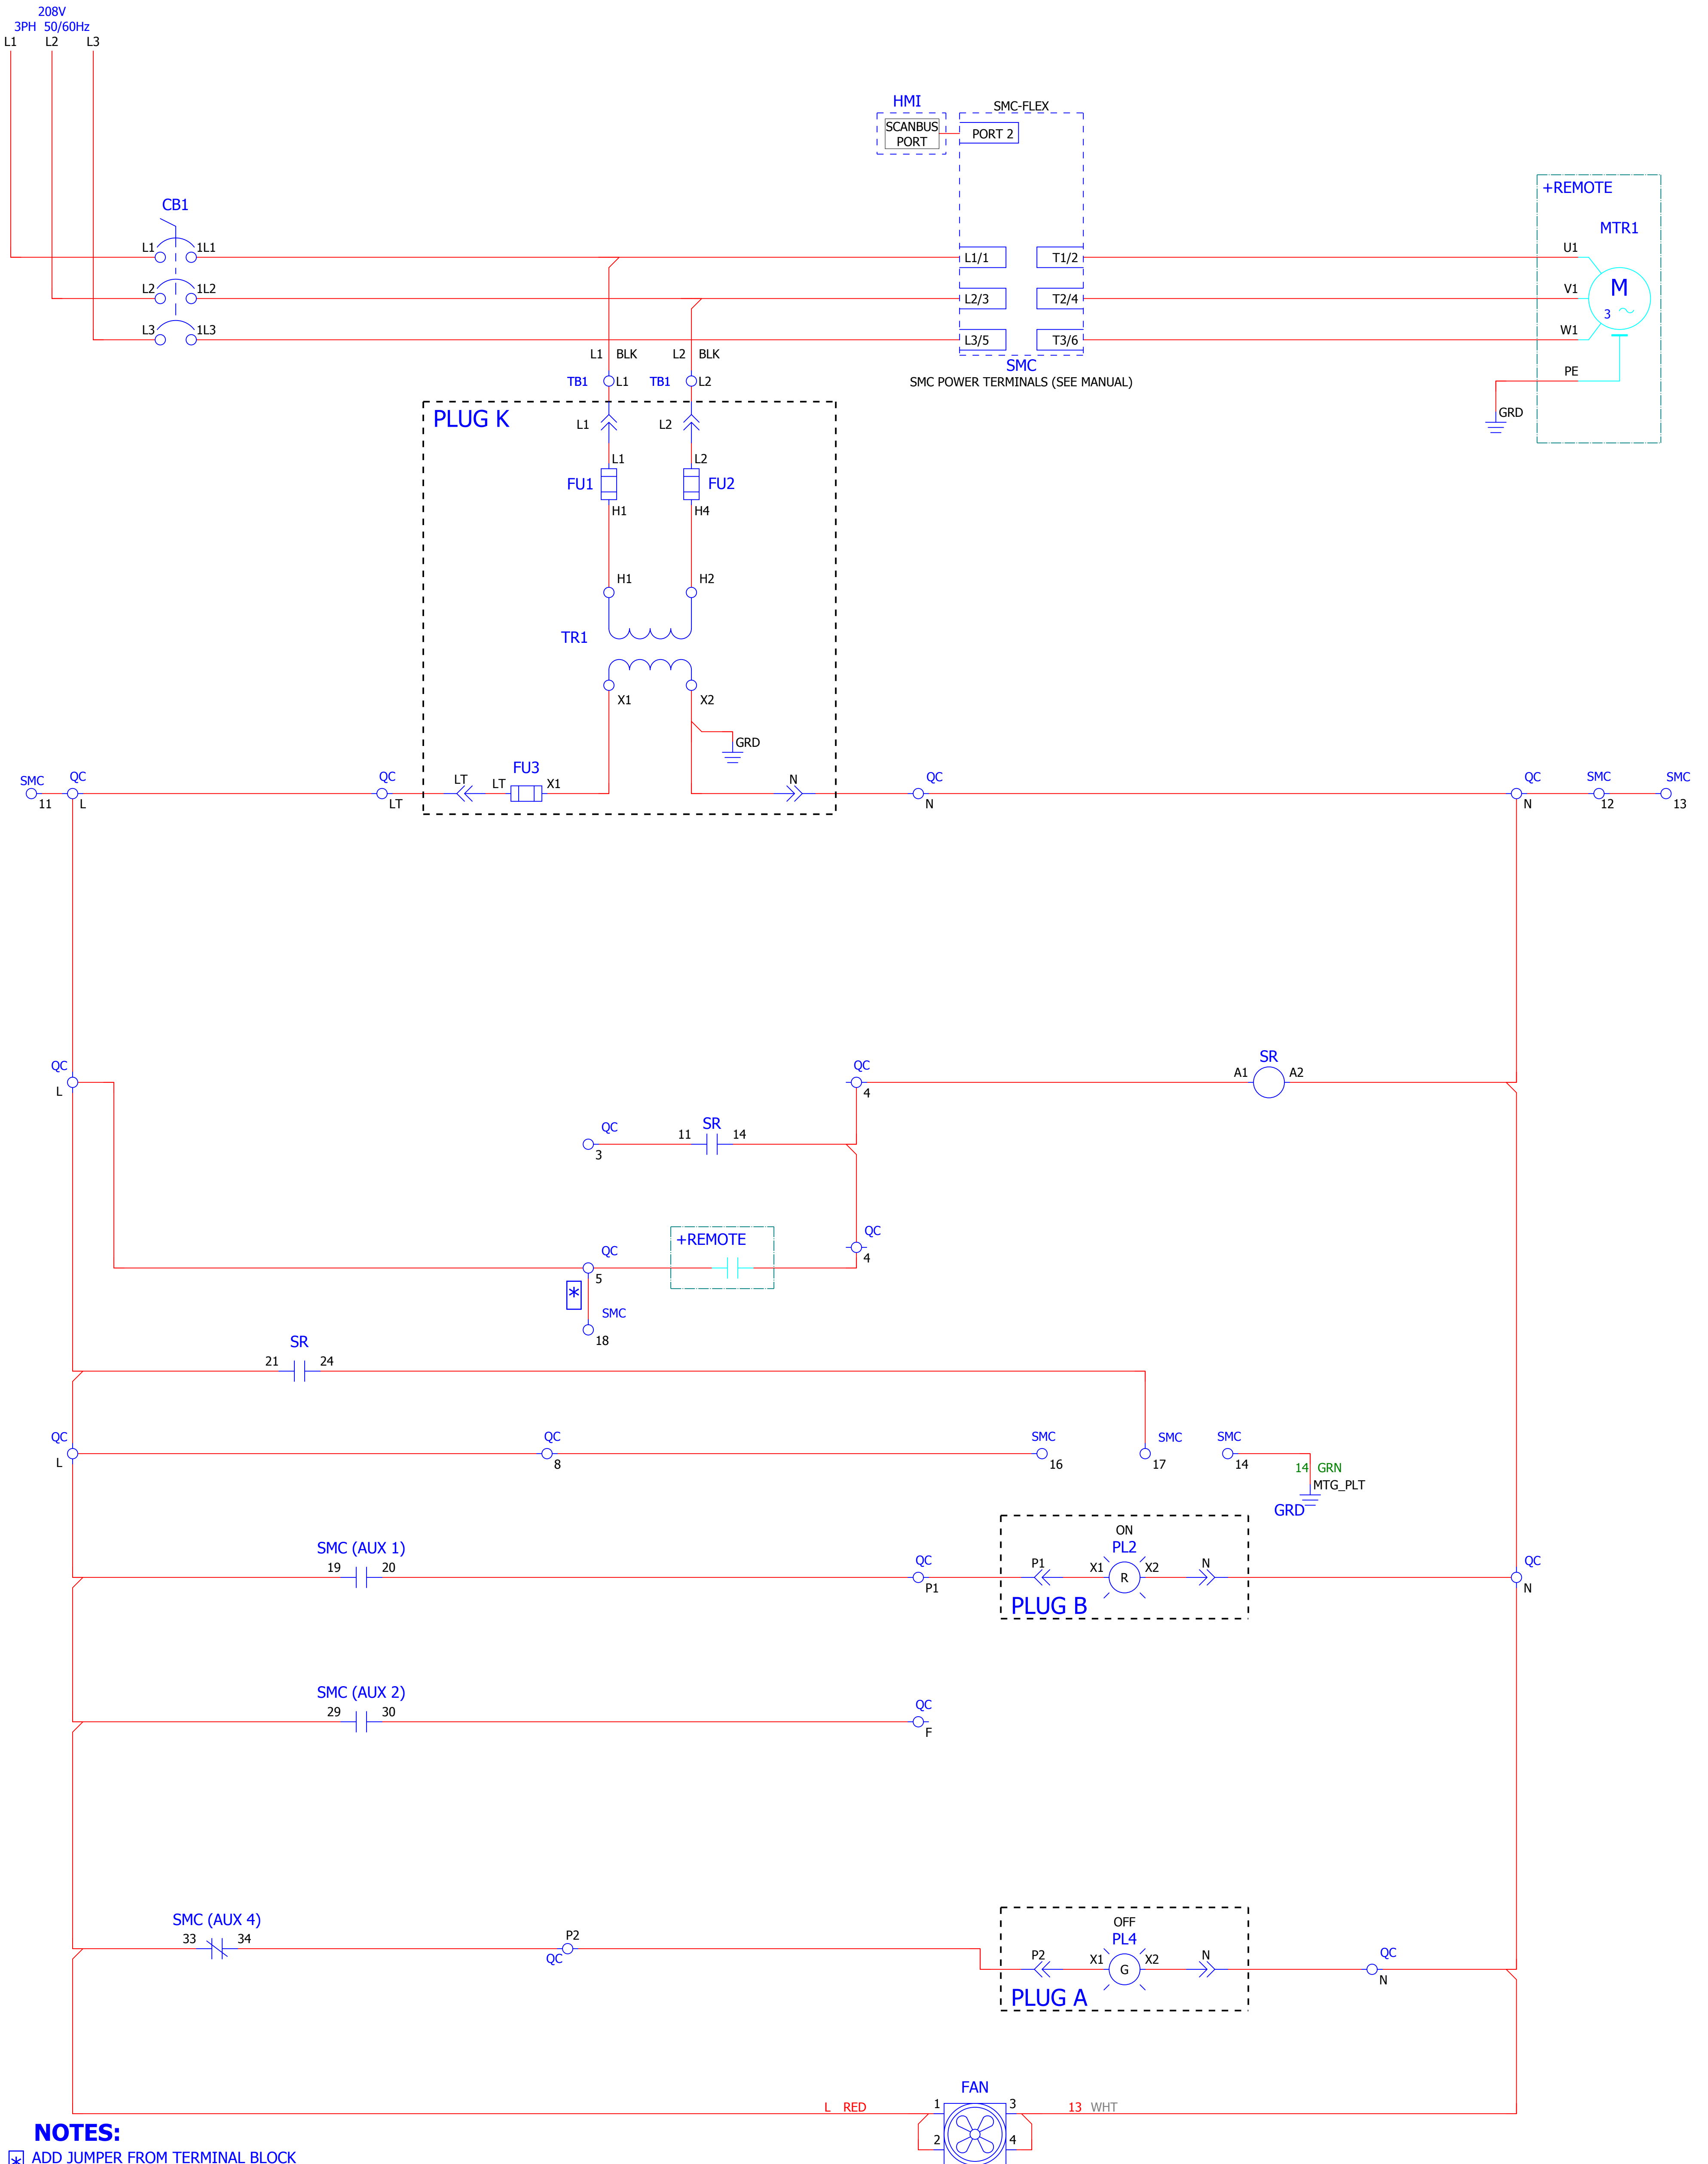 208V
3PH 50/60Hz
L1 L2 L3
HMI
SCANBUS
PORT
SMC-FLEX
PORT 2
+REMOTE
MTR1
CB1
L1 1L1
L1/1 T1/2
U1
L2 1L2
L2/3 T2/4
V1
M
3
L3 1L3
L3/5 T3/6
W1
L1 BLK L2 BLK
SMC
SMC POWER TERMINALS (SEE MANUAL)
PE
GRD
TB1 L1 TB1 L2
PLUG K
L1 L2
L1 L2
FU1 FU2
H1 H4
H1 H2
TR1
X1 X2
GRD
SMC QC QC
11 L LT
LT LT FU3 X1
N
QC
N
QC SMC SMC
N 12 13
QC
L
QC
4
SR
A1 A2
QC
3
SR
11 14
QC
4
+REMOTE
QC
5
*
SMC
18
SR
21 24
QC
L
QC
8
SMC
16
SMC
17
SMC
14
14 GRN
MTG_PLT
GRD
SMC (AUX 1)
19 20
QC
P1
ON
PL2
P1 X1 R X2 N
PLUG B
QC
N
SMC (AUX 2)
29 30
QC
F
SMC (AUX 4)
33 34
P2
QC
OFF
PL4
P2 X1 G X2 N
PLUG A
QC
N
FAN
L RED 1 3 13 WHT
2 4
NOTES:
* ADD JUMPER FROM TERMINAL BLOCK